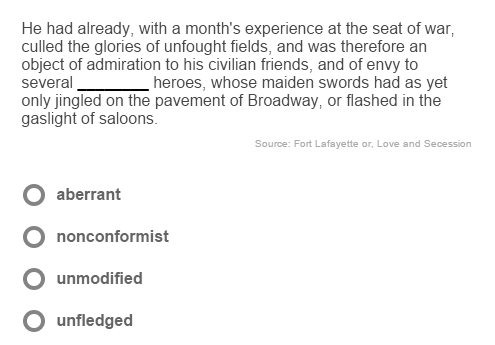 He had already, with a month's experience at the seat of war,
culled the glories of unfought fields, and was therefore an
object of admiration to his civilian friends, and of envy to
several ________ heroes, whose maiden swords had as yet
only jingled on the pavement of Broadway, or flashed in the
gaslight of saloons.
Source: Fort Lafayette or, Love and Secession
aberrant
nonconformist
unmodified
unfledged